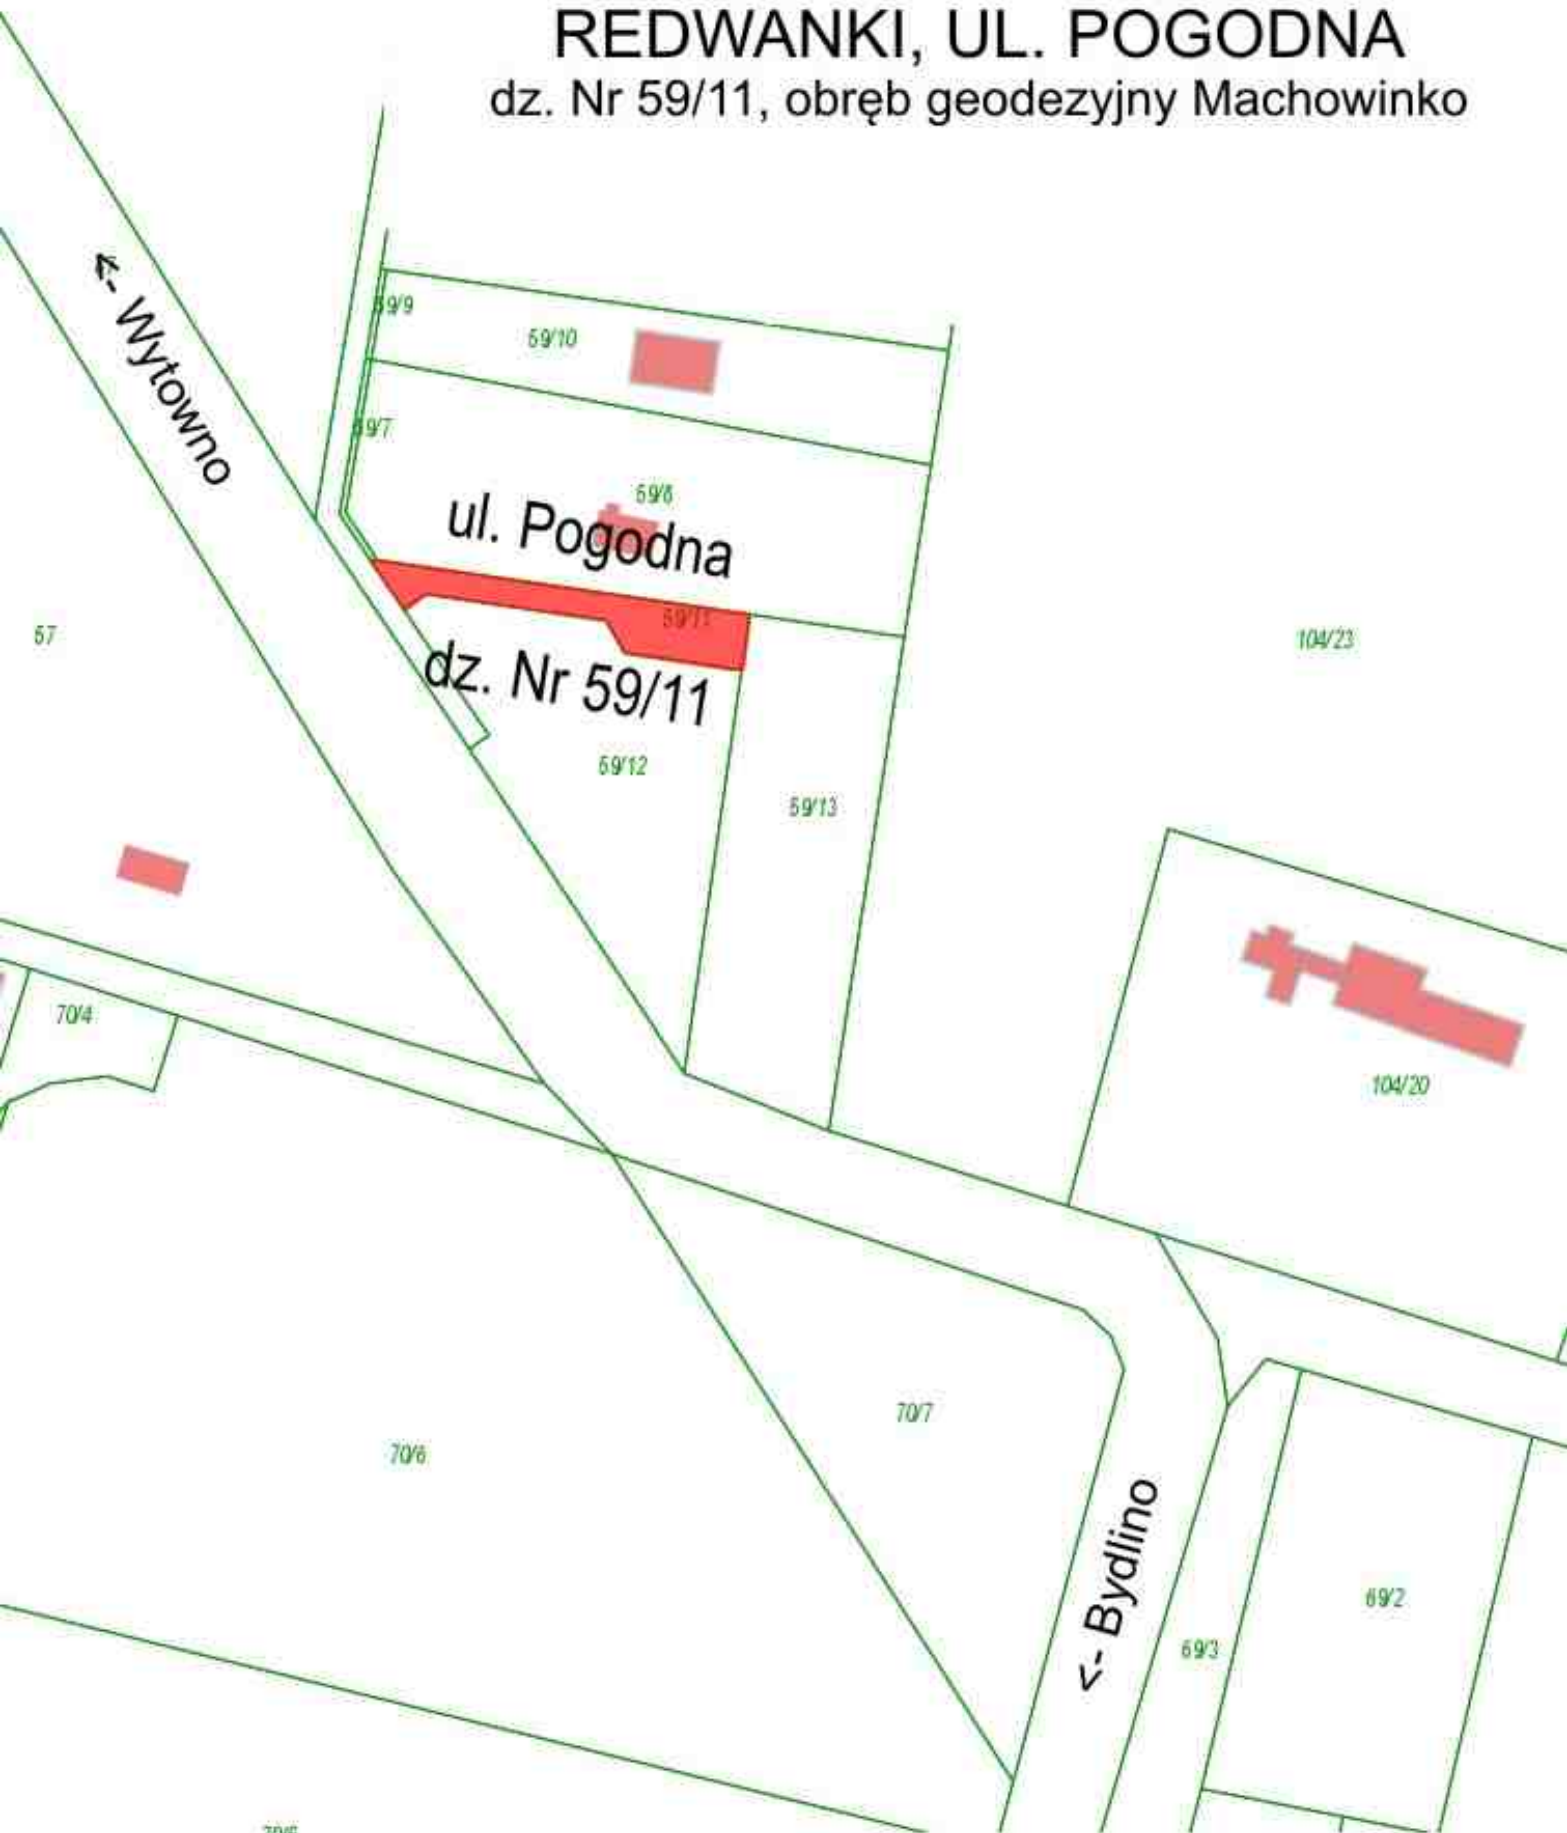 REDWANKI, UL. POGODNA
dz. Nr 59/11, obręb geodezyjny Machowinko
<- Wytowno
59/9
59/10
59/7
59/8
ul. Pogodna
59/11
dz. Nr 59/11
57
104/23
59/12
59/13
70/4
104/20
70/7
70/6
<- Bydlino
69/2
69/3